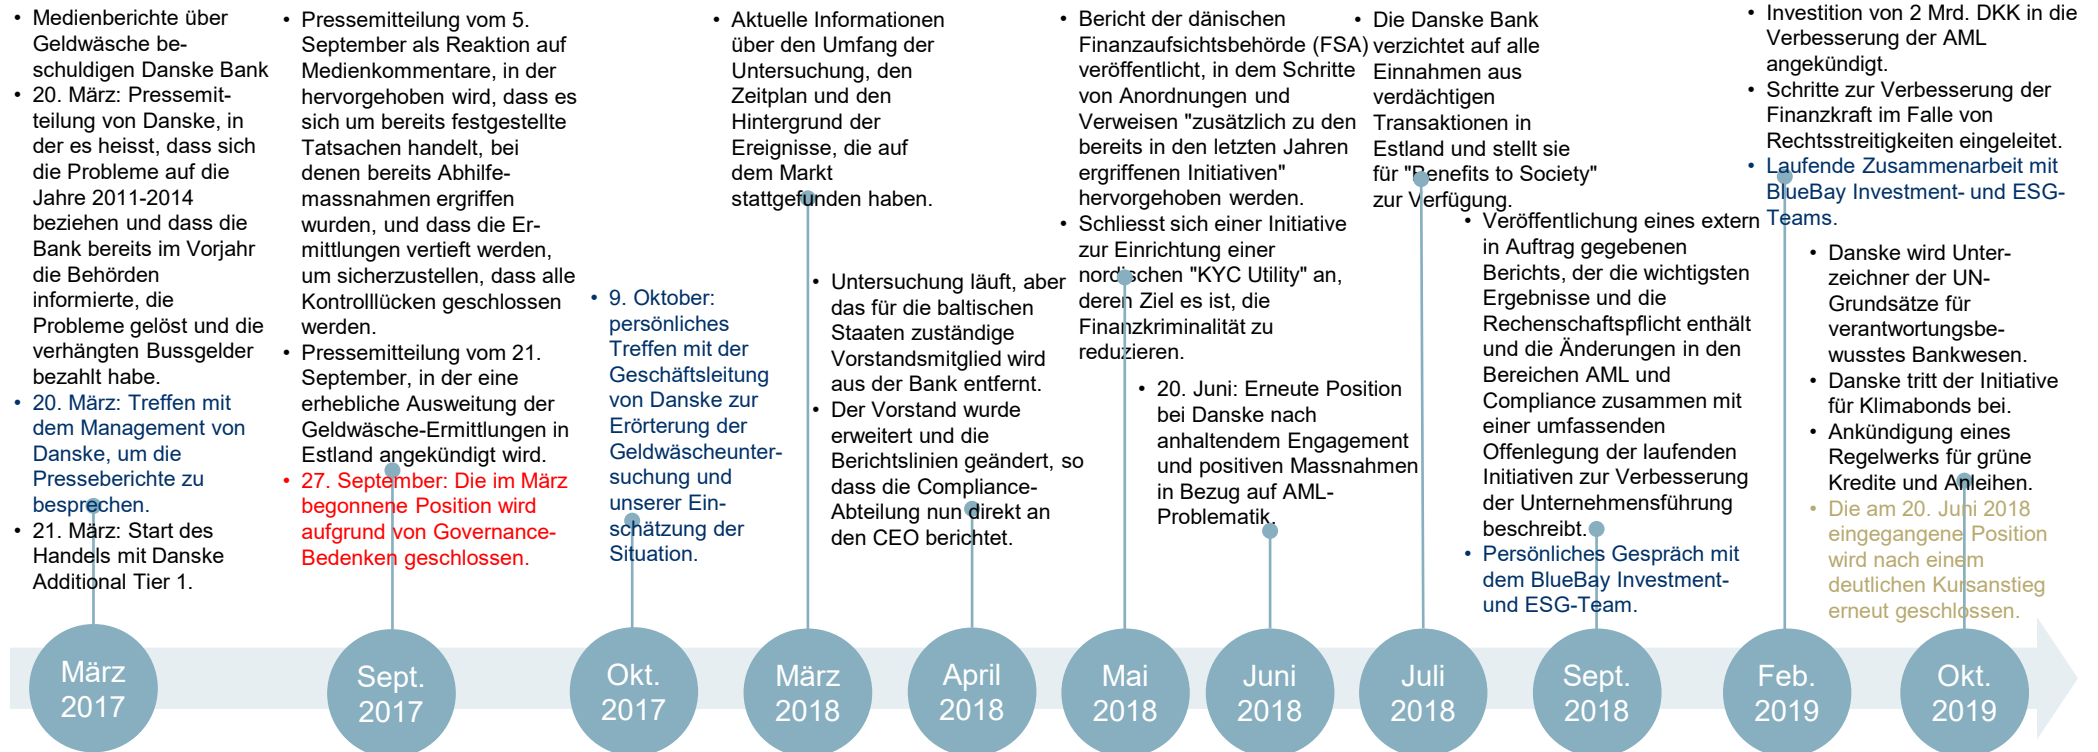 • Medienberichte über
Geldwäsche be-
schuldigen Danske Bank
• 20. März: Pressemit-
teilung von Danske, in
der es heisst, dass sich
die Probleme auf die
Jahre 2011-2014
beziehen und dass die
Bank bereits im Vorjahr
die Behörden
informierte, die
Probleme gelöst und die
verhängten Bussgelder
bezahlt habe.
• 20. März: Treffen mit
dem Management von
Danske, um die
Presseberichte zu
besprechen.
• 21. März: Start des
Handels mit Danske
Additional Tier 1.
• Pressemitteilung vom 5.
September als Reaktion auf
Medienkommentare, in der
hervorgehoben wird, dass es
sich um bereits festgestellte
Tatsachen handelt, bei
denen bereits Abhilfe-
massnahmen ergriffen
wurden, und dass die Er-
mittlungen vertieft werden,
um sicherzustellen, dass alle
Kontrolllücken geschlossen
werden.
• Pressemitteilung vom 21.
September, in der eine
erhebliche Ausweitung der
Geldwäsche-Ermittlungen in
Estland angekündigt wird.
• 27. September: Die im März
begonnene Position wird
aufgrund von Governance-
Bedenken geschlossen.
• 9. Oktober:
persönliches
Treffen mit der
Geschäftsleitung
von Danske zur
Erörterung der
Geldwäscheunter-
suchung und
unserer Ein-
schätzung der
Situation.
• Aktuelle Informationen
über den Umfang der
Untersuchung, den
Zeitplan und den
Hintergrund der
Ereignisse, die auf
dem Markt
stattgefunden haben.
• Untersuchung läuft, aber
das für die baltischen
Staaten zuständige
Vorstandsmitglied wird
aus der Bank entfernt.
• Der Vorstand wurde
erweitert und die
Berichtslinien geändert, so
dass die Compliance-
Abteilung nun direkt an
den CEO berichtet.
• Bericht der dänischen
Finanzaufsichtsbehörde (FSA)
veröffentlicht, in dem Schritte
von Anordnungen und
Verweisen "zusätzlich zu den
bereits in den letzten Jahren
ergriffenen Initiativen"
hervorgehoben werden.
• Schliesst sich einer Initiative
zur Einrichtung einer
nordischen "KYC Utility" an,
deren Ziel es ist, die
Finanzkriminalität zu
reduzieren.
• 20. Juni: Erneute Position
bei Danske nach
anhaltendem Engagement
und positiven Massnahmen
in Bezug auf AML-
Problematik.
• Die Danske Bank
verzichtet auf alle
Einnahmen aus
verdächtigen
Transaktionen in
Estland und stellt sie
für "Benefits to Society"
zur Verfügung.
• Veröffentlichung eines extern
in Auftrag gegebenen
Berichts, der die wichtigsten
Ergebnisse und die
Rechenschaftspflicht enthält
und die Änderungen in den
Bereichen AML und
Compliance zusammen mit
einer umfassenden
Offenlegung der laufenden
Initiativen zur Verbesserung
der Unternehmensführung
beschreibt.
• Persönliches Gespräch mit
dem BlueBay Investment-
und ESG-Team.
• Investition von 2 Mrd. DKK in die
Verbesserung der AML
angekündigt.
• Schritte zur Verbesserung der
Finanzkraft im Falle von
Rechtsstreitigkeiten eingeleitet.
• Laufende Zusammenarbeit mit
BlueBay Investment- und ESG-
Teams.
• Danske wird Unter-
zeichner der UN-
Grundsätze für
verantwortungsbe-
wusstes Bankwesen.
• Danske tritt der Initiative
für Klimabonds bei.
• Ankündigung eines
Regelwerks für grüne
Kredite und Anleihen.
• Die am 20. Juni 2018
eingegangene Position
wird nach einem
deutlichen Kursanstieg
erneut geschlossen.
März
2017
Sept.
2017
Okt.
2017
März
2018
April
2018
Mai
2018
Juni
2018
Juli
2018
Sept.
2018
Feb.
2019
Okt.
2019